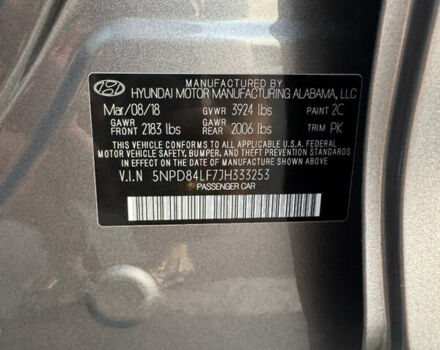 MANUFACTURED BY
HYUNDAI MOTOR MANUFACTURING ALABAMA, LLC
Mar/08/18 GVWR 3924 lbs PAINT 2C
GAWR FRONT 2183 lbs GAWR REAR 2006 lbs TRIM PK
THIS VEHICLE CONFORMS TO ALL APPLICABLE U.S.A FEDERAL
MOTOR VEHICLE SAFETY, BUMPER, AND THEFT PREVENTION STANDARDS
IN EFFECT ON THE DATE OF MANUFACTURE SHOWN ABOVE.
V.I.N 5NPD84LF7JH333253
PASSENGER CAR